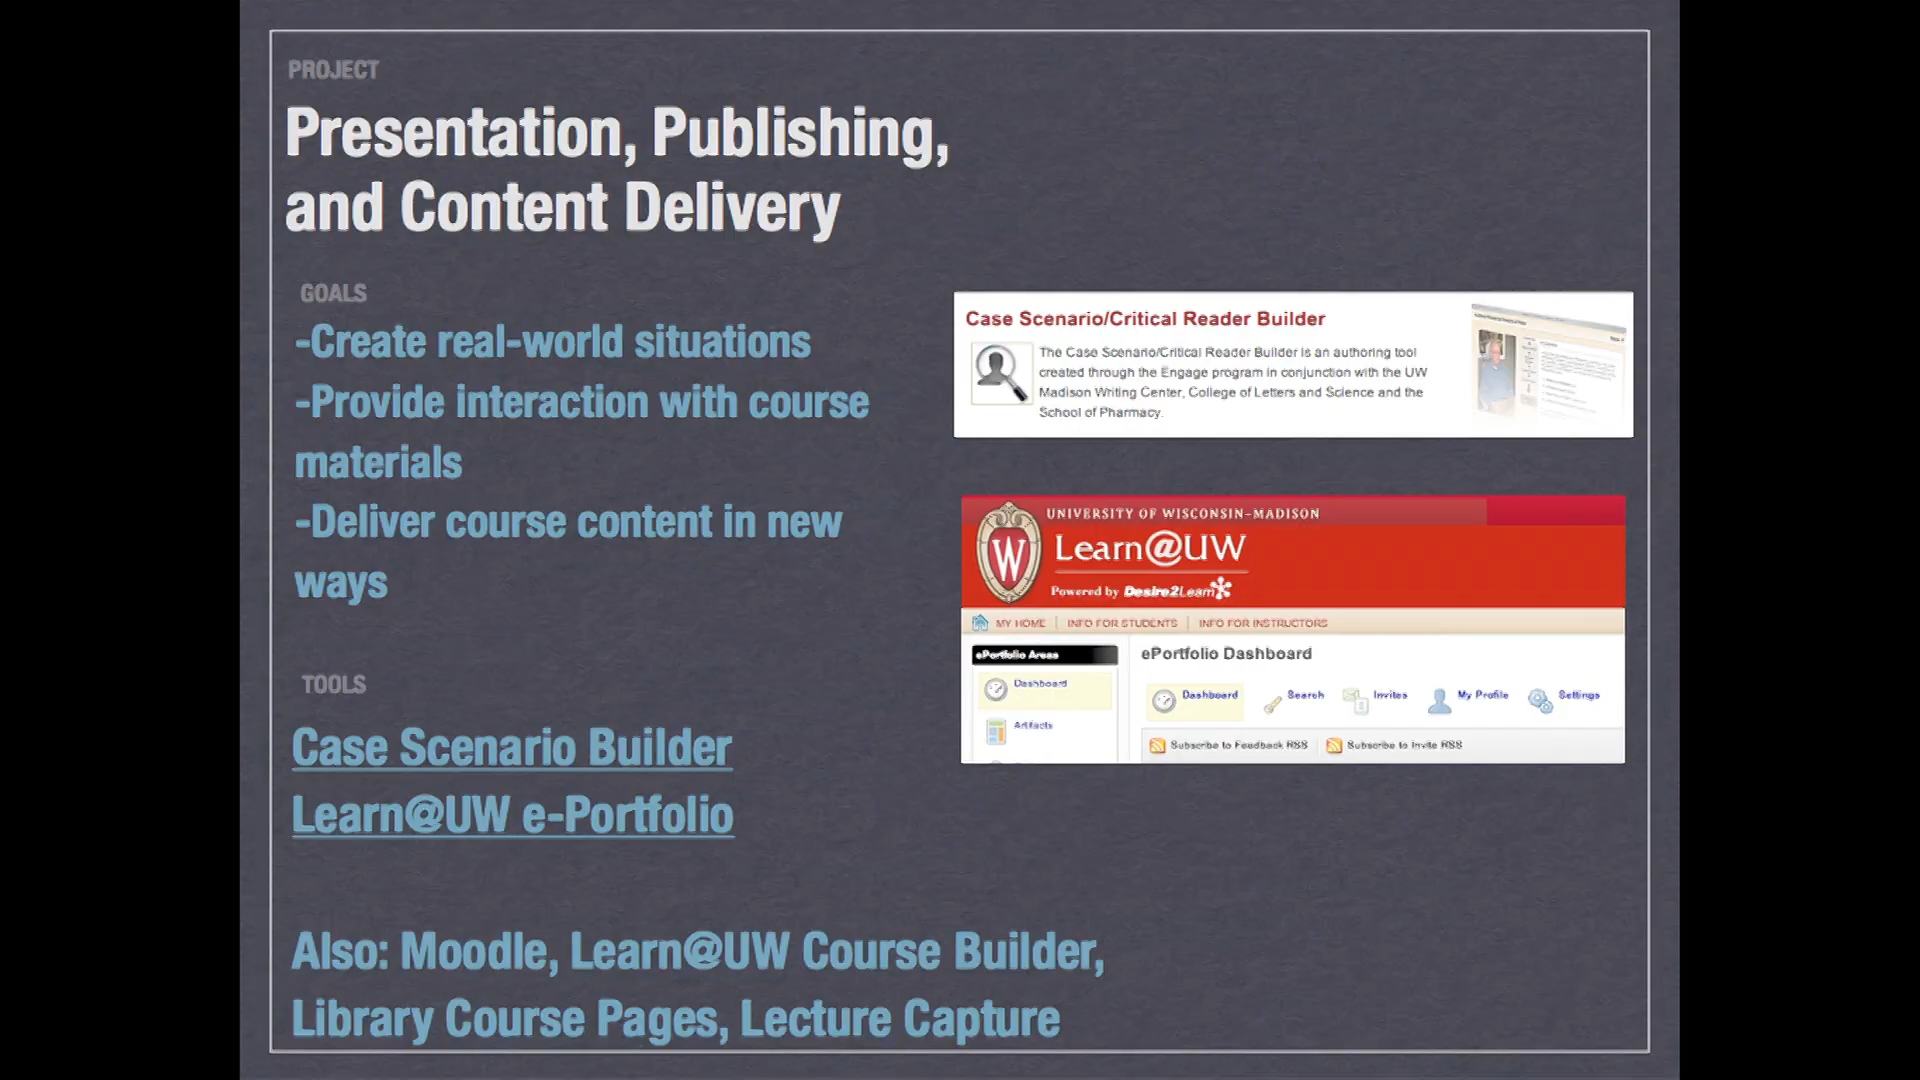 PROJECT
Presentation, Publishing,
and Content Delivery
GOALS
-Create real-world situations
-Provide interaction with course
materials
-Deliver course content in new
ways
TOOLS
Case Scenario Builder
Learn@UW e-Portfolio
Also: Moodle, Learn@UW Course Builder,
Library Course Pages, Lecture Capture
Case Scenario/Critical Reader Builder
The Case Scenario/Critical Reader Builder is an authoring tool
created through the Engage program in conjunction with the UW
Madison Writing Center, College of Letters and Science and the
School of Pharmacy.
UNIVERSITY OF WISCONSIN-MADISON
W
Learn@UW
Powered by Desire2Learn
MY HOME
INFO FOR STUDENTS
INFO FOR INSTRUCTORS
ePortfolio Areas
Dashboard
Artifacts
ePortfolio Dashboard
Dashboard
Search
Invites
My Profile
Settings
Subscribe to Feedback RSS
Subscribe to Invite RSS